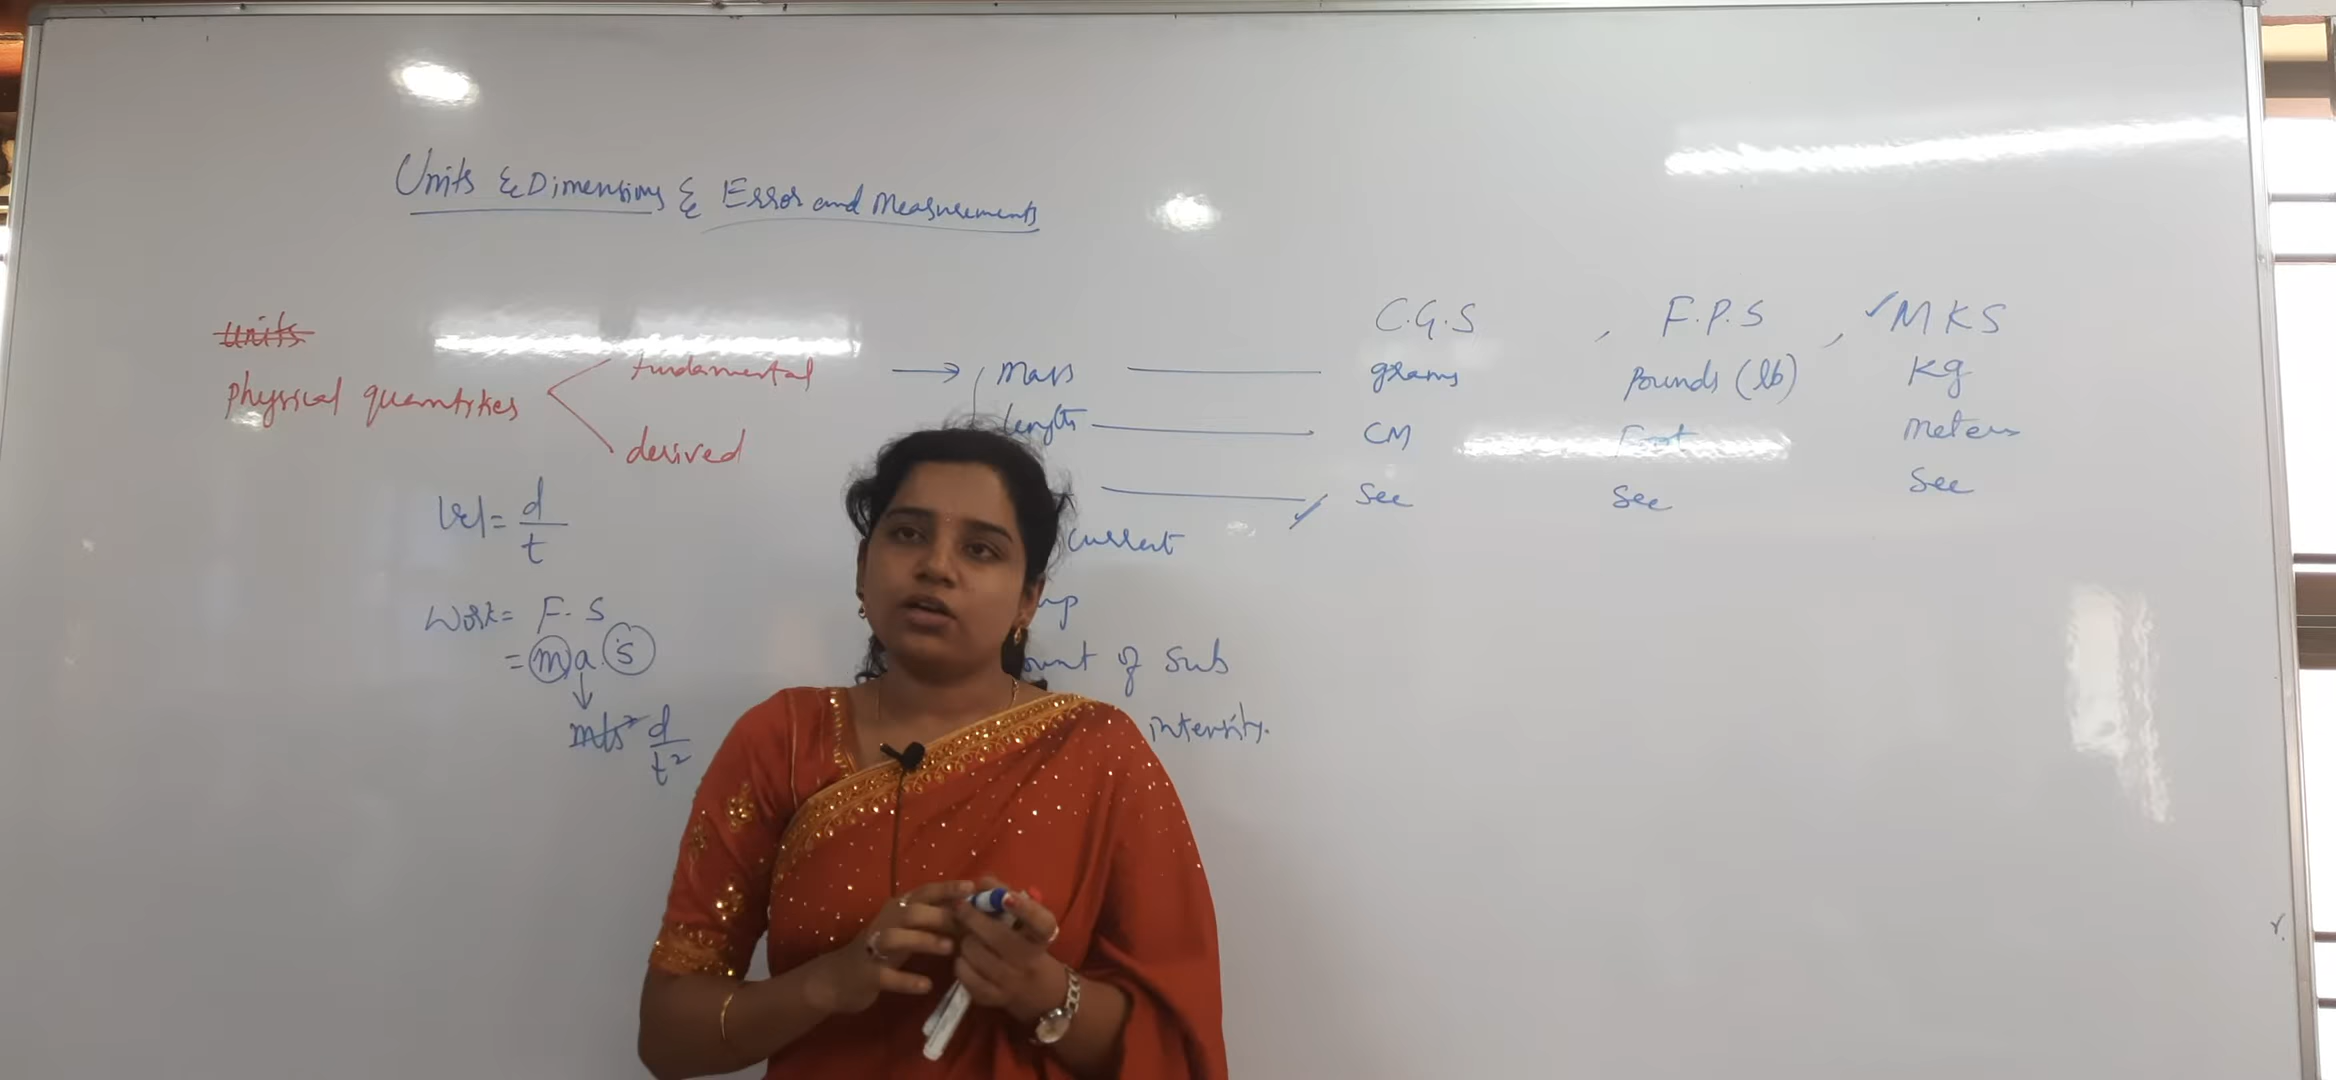 Units & Dimensions & Error and Measurements
Units
physical quantities
fundamental
derived
Vel = d/t
Work = F. S
= m a. s
mts d/t²
mass
length
current
of Sub
intensity.
C.G.S , F.P.S , ✓MKS
grams Pounds (lb) Kg
CM Foot Meters
Sec Sec Sec